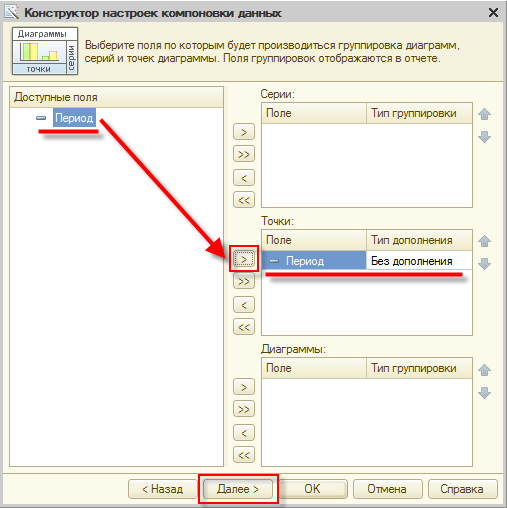 Конструктор настроек компоновки данных
Диаграммы
серии
точки
Выберите поля по которым будет производиться группировка диаграмм,
серий и точек диаграммы. Поля группировок отображаются в отчете.
Доступные поля
Период
Серии:
Поле Тип группировки
>
>>
<
<<
Точки:
Поле Тип дополнения
Период Без дополнения
>
>>
<
<<
Диаграммы:
Поле Тип группировки
>
>>
<
<<
< Назад Далее > OK Отмена Справка